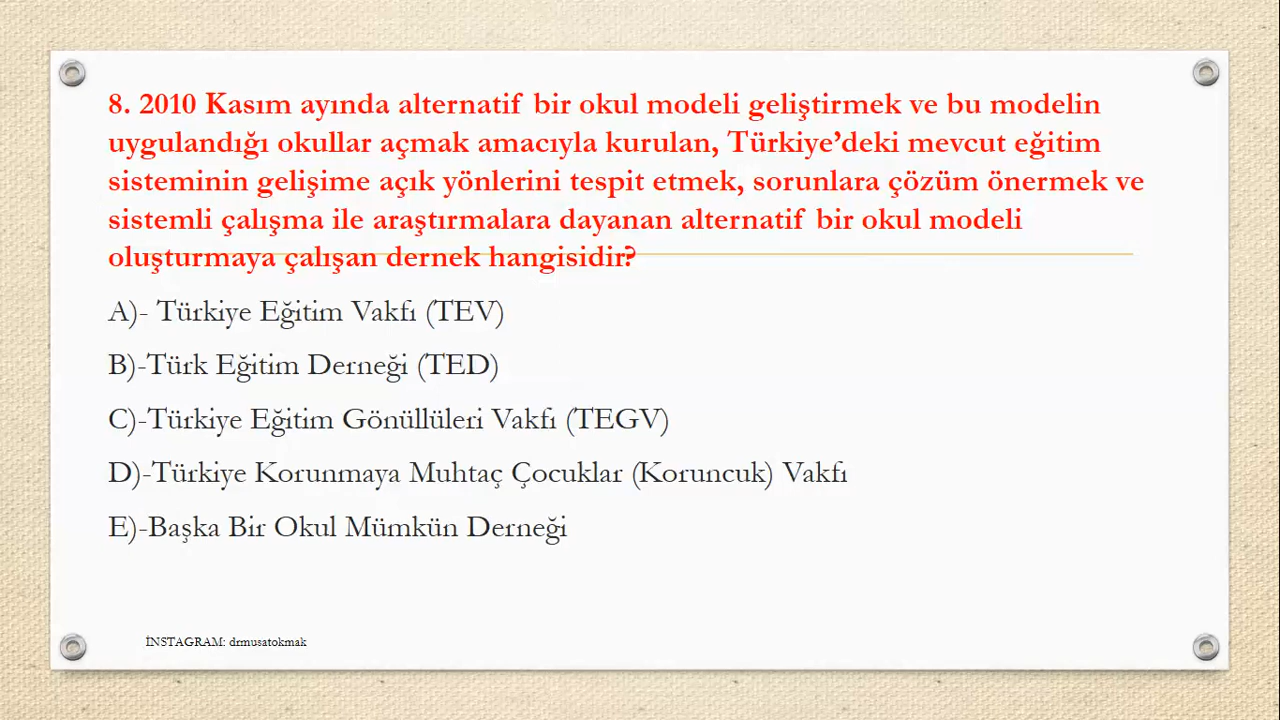 8. 2010 Kasım ayında alternatif bir okul modeli geliştirmek ve bu modelin
uygulandığı okullar açmak amacıyla kurulan, Türkiye’deki mevcut eğitim
sisteminin gelişime açık yönlerini tespit etmek, sorunlara çözüm önermek ve
sistemli çalışma ile araştırmalara dayanan alternatif bir okul modeli
oluşturmaya çalışan dernek hangisidir?
A)- Türkiye Eğitim Vakfı (TEV)
B)-Türk Eğitim Derneği (TED)
C)-Türkiye Eğitim Gönüllüleri Vakfı (TEGV)
D)-Türkiye Korunmaya Muhtaç Çocuklar (Koruncuk) Vakfı
E)-Başka Bir Okul Mümkün Derneği
İNSTAGRAM: drmusatokmak